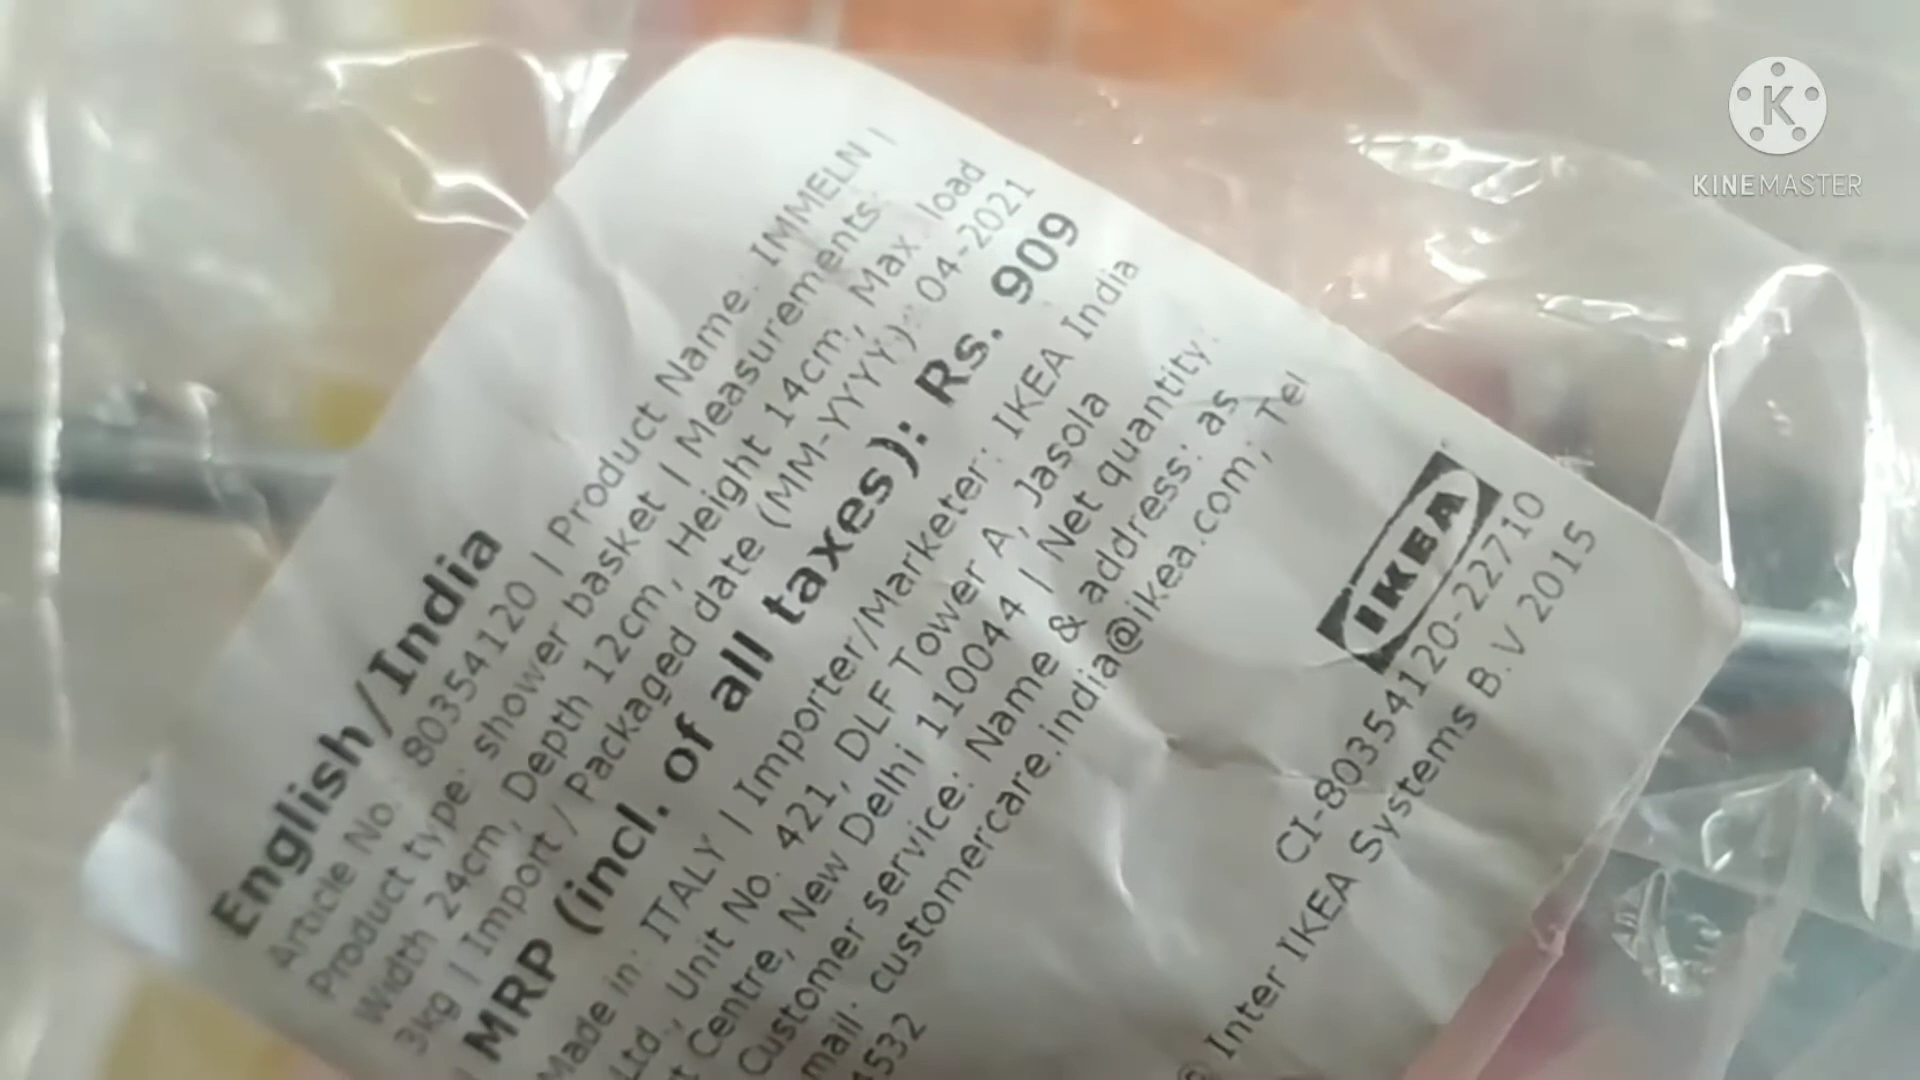 English/India
Article No.: 80354120 | Product Name: IMMELN |
Product type: shower basket | Measurements:
Width 24cm, Depth 12cm, Height 14cm, Max. load
3kg | Import / Packaged date (MM-YYYY): 04-2021
MRP (incl. of all taxes): Rs. 909
Made in: ITALY | Importer/Marketer: IKEA India
Ltd., Unit No. 421, DLF Tower A, Jasola
Centre, New Delhi 110044 | Net quantity:
Customer service: Name & address: as
mail: customercare.india@ikea.com; Tel
IKEA
CI-80354120-22710
© Inter IKEA Systems B.V 2015
K
KINEMASTER